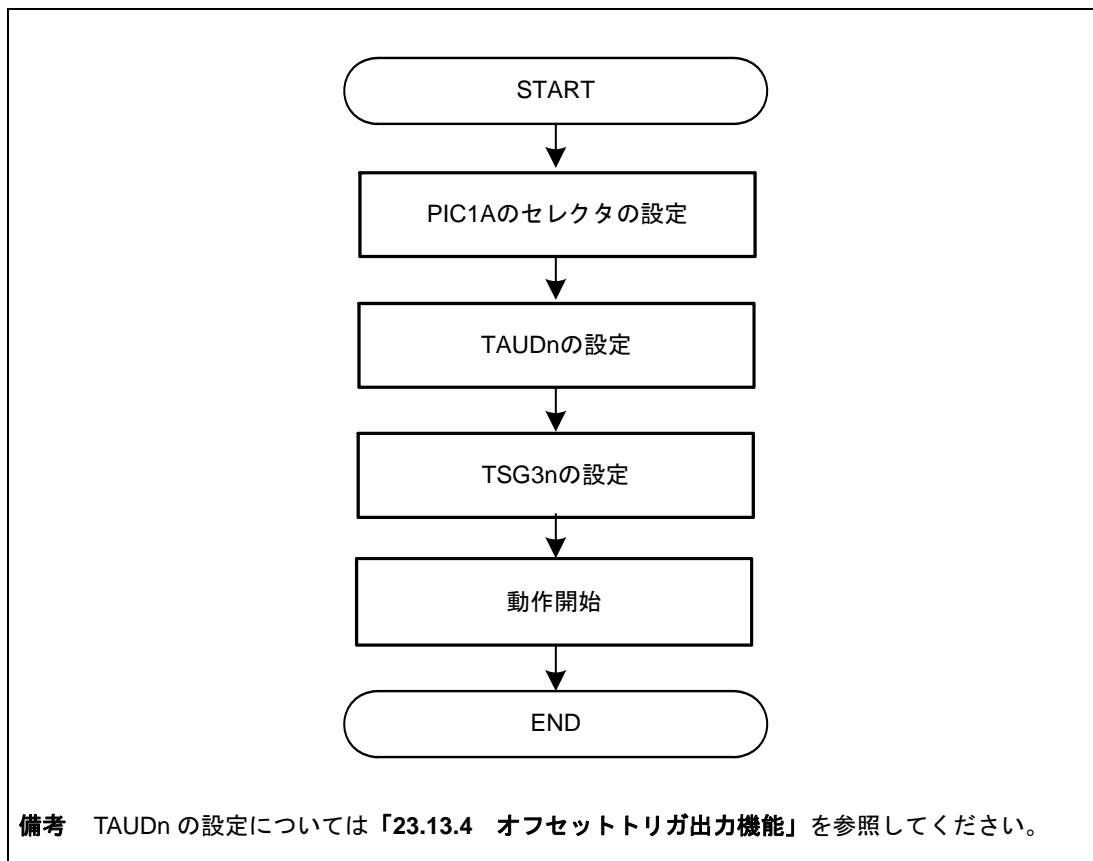 START
PIC1Aのセレクタの設定
TAUDnの設定
TSG3nの設定
動作開始
END
備考 TAUDn の設定については「23.13.4 オフセットトリガ出力機能」を参照してください。